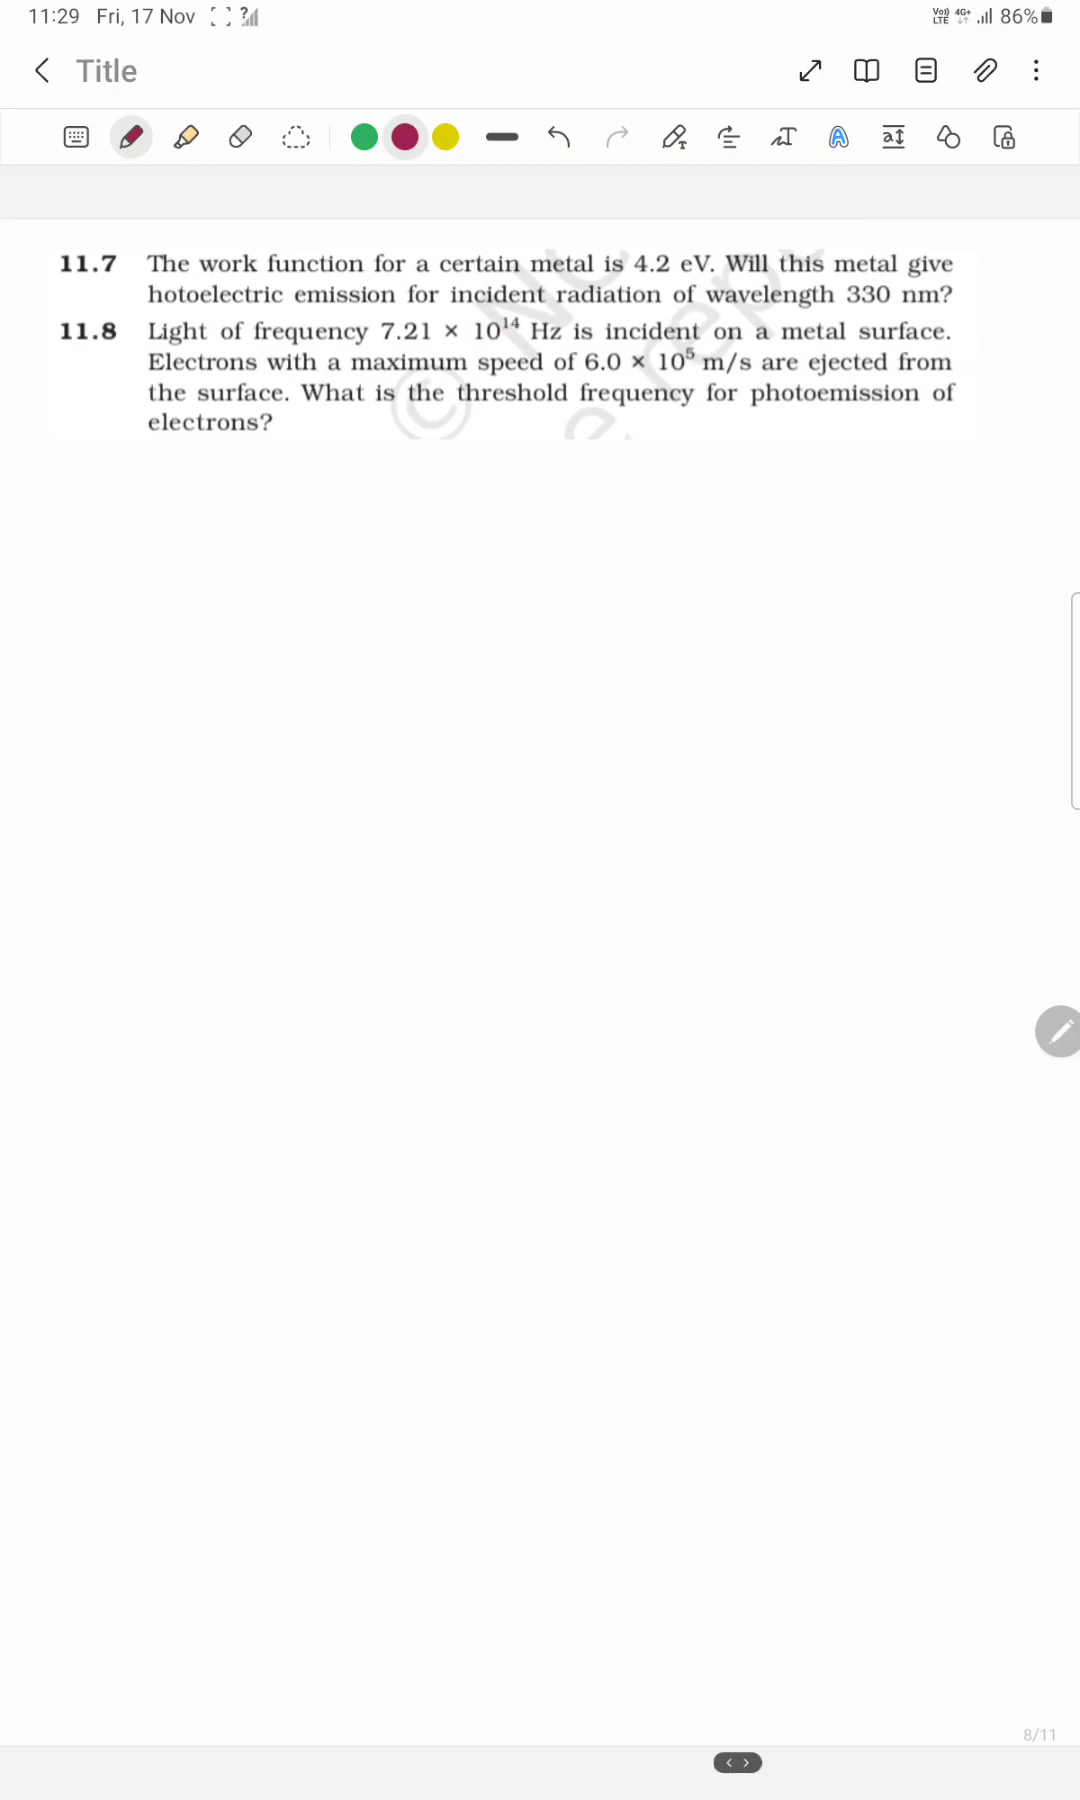 11:29 Fri, 17 Nov
Vo)) LTE 4G+ 86%
Title
11.7 The work function for a certain metal is 4.2 eV. Will this metal give
hotoelectric emission for incident radiation of wavelength 330 nm?
11.8 Light of frequency 7.21 × 10¹⁴ Hz is incident on a metal surface.
Electrons with a maximum speed of 6.0 × 10⁵ m/s are ejected from
the surface. What is the threshold frequency for photoemission of
electrons?
8/11